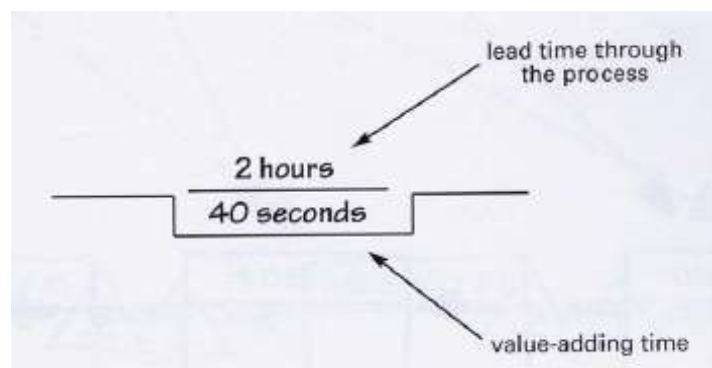 lead time through
the process
2 hours
40 seconds
value-adding time